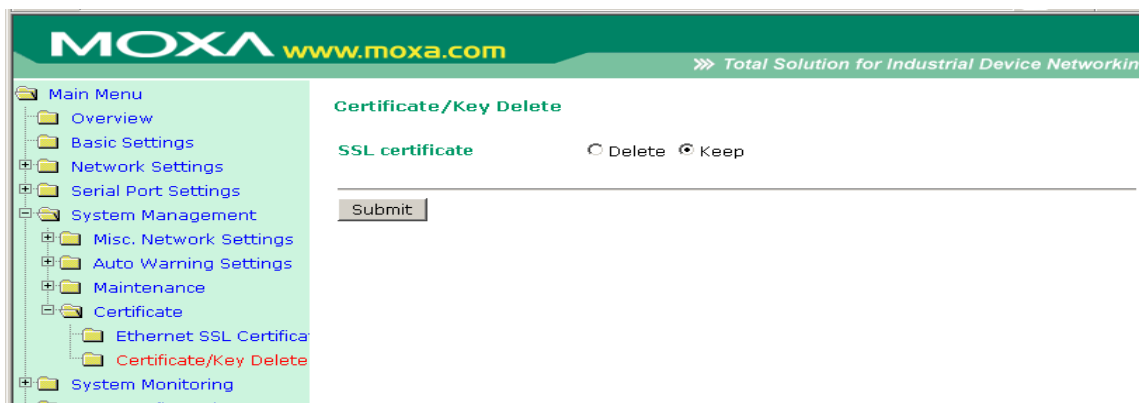 MOXA www.moxa.com
Total Solution for Industrial Device Networkin
Main Menu
Overview
Basic Settings
Network Settings
Serial Port Settings
System Management
Misc. Network Settings
Auto Warning Settings
Maintenance
Certificate
Ethernet SSL Certifica
Certificate/Key Delete
System Monitoring
Certificate/Key Delete
SSL certificate Delete Keep
Submit